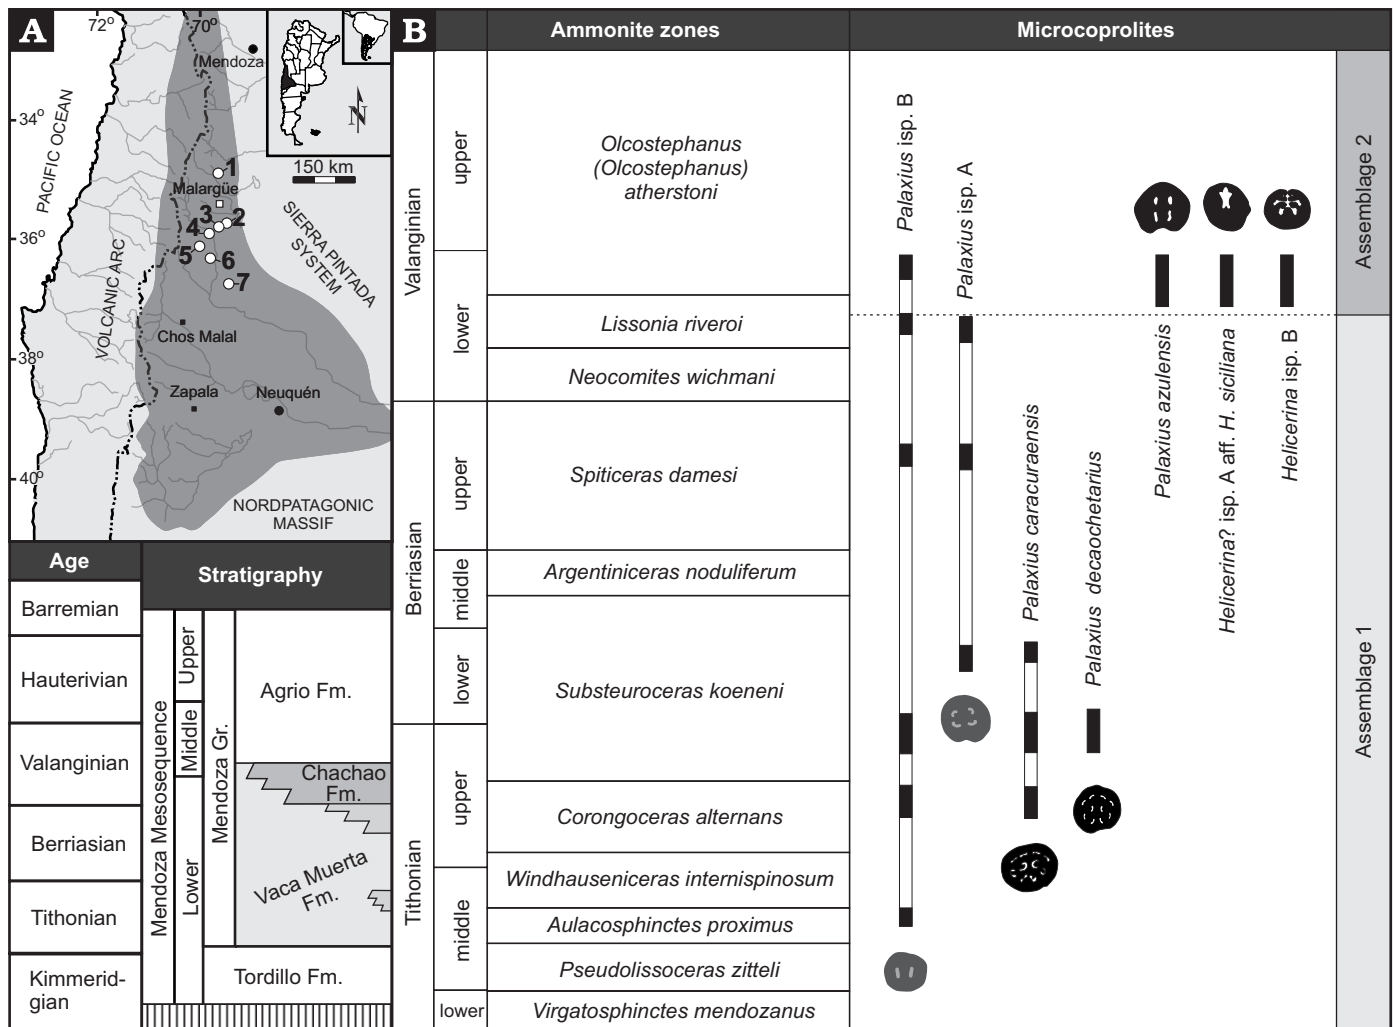 A
72°
70°
Mendoza
34°
36°
38°
40°
PACIFIC OCEAN
VOLCANIC ARC
N
150 km
1
Malargüe
3
2
4
5
6
7
SIERRA PINTADA
SYSTEM
Chos Malal
Zapala
Neuquén
NORDPATAGONIC
MASSIF
Age
Stratigraphy
Barremian
Hauterivian
Valanginian
Berriasian
Tithonian
Kimmerid-
gian
Mendoza Mesosequence
Upper
Middle
Lower
Mendoza Gr.
Agrio Fm.
Chachao
Fm.
Vaca Muerta
Fm.
Tordillo Fm.
B
Ammonite zones
Microcoprolites
Valanginian
upper
lower
Berriasian
upper
middle
lower
Tithonian
upper
middle
lower
Olcostephanus
(Olcostephanus)
atherstoni
Lissonia riveroi
Neocomites wichmani
Spiticeras damesi
Argentiniceras noduliferum
Substeuroceras koeneni
Corongoceras alternans
Windhauseniceras internispinosum
Aulacosphinctes proximus
Pseudolissoceras zitteli
Virgatosphinctes mendozanus
Palaxius isp. B
Palaxius isp. A
Palaxius caracuraensis
Palaxius decaochetarius
Palaxius azulensis
Helicerina? isp. A aff. H. siciliana
Helicerina isp. B
Assemblage 2
Assemblage 1